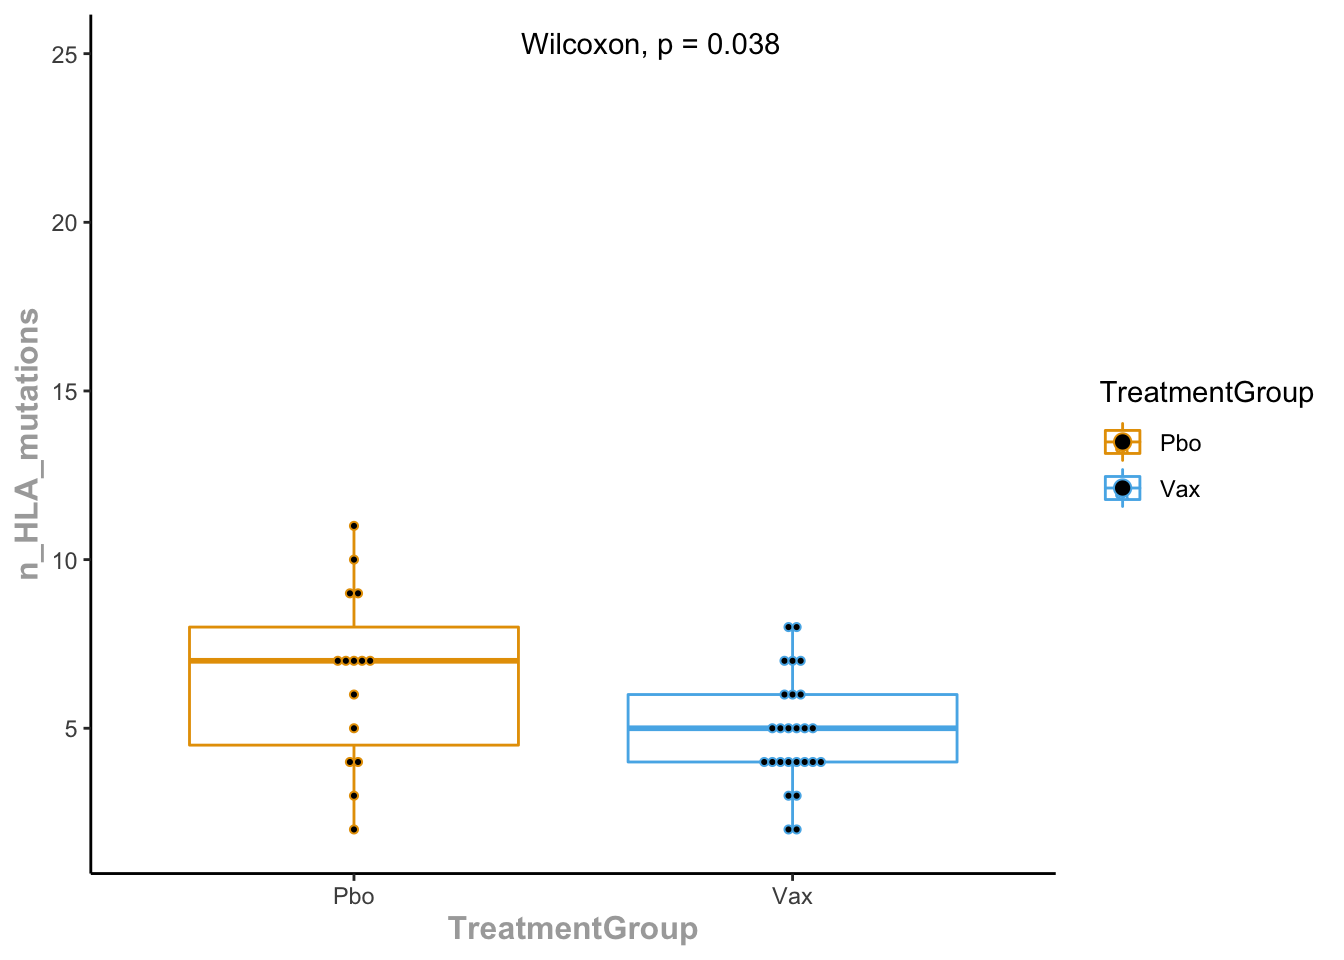 Wilcoxon, p = 0.038
25
20
15
10
5
n_HLA_mutations
Pbo
Vax
TreatmentGroup
TreatmentGroup
Pbo
Vax